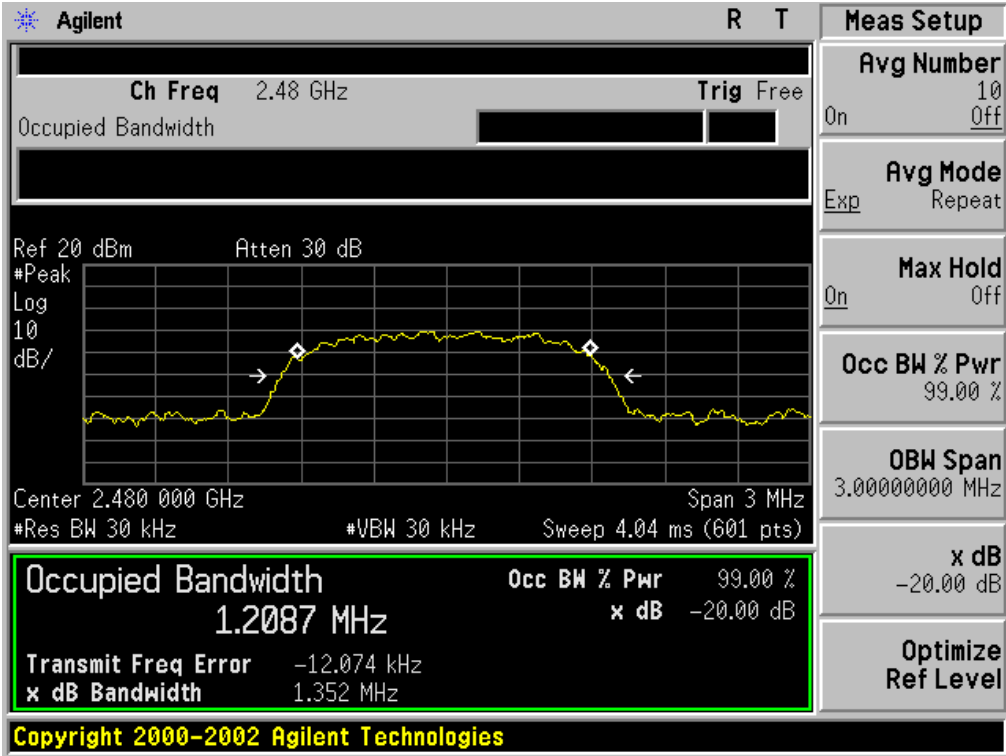 Agilent R T
Meas Setup
Ch Freq 2.48 GHz Trig Free
Occupied Bandwidth
Ref 20 dBm Atten 30 dB
#Peak
Log
10
dB/
Center 2.480 000 GHz Span 3 MHz
#Res BW 30 kHz #VBW 30 kHz Sweep 4.04 ms (601 pts)
Occupied Bandwidth Occ BW % Pwr 99.00 %
1.2087 MHz x dB -20.00 dB
Transmit Freq Error -12.074 kHz
x dB Bandwidth 1.352 MHz
Copyright 2000-2002 Agilent Technologies
Avg Number
10
On Off
Avg Mode
Exp Repeat
Max Hold
On Off
Occ BW % Pwr
99.00 %
OBW Span
3.00000000 MHz
x dB
-20.00 dB
Optimize
Ref Level